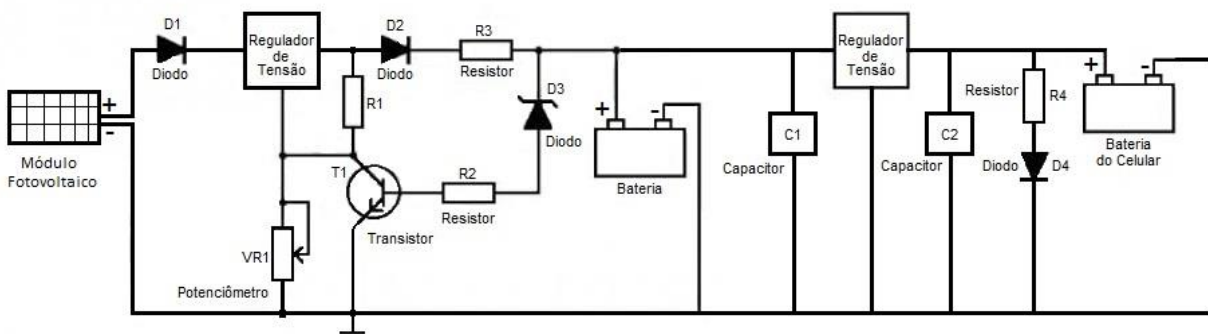 D1
Diodo
Regulador
de
Tensão
D2
Diodo
R3
Resistor
R1
D3
Diodo
+
-
Módulo
Fotovoltaico
T1
Transistor
R2
Resistor
VR1
Potenciômetro
+
-
Bateria
C1
Capacitor
Regulador
de
Tensão
C2
Capacitor
Resistor
R4
Diodo
D4
+
-
Bateria
do Celular